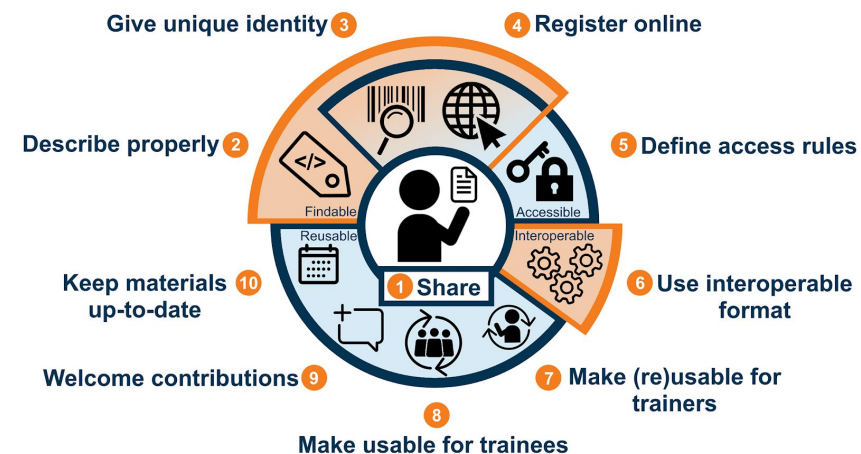 Give unique identity 3
4 Register online
Describe properly 2
5 Define access rules
</>
Findable
Accessible
Reusable
Interoperable
1 Share
Keep materials 10
up-to-date
6 Use interoperable
format
Welcome contributions 9
7 Make (re)usable for
trainers
8
Make usable for trainees